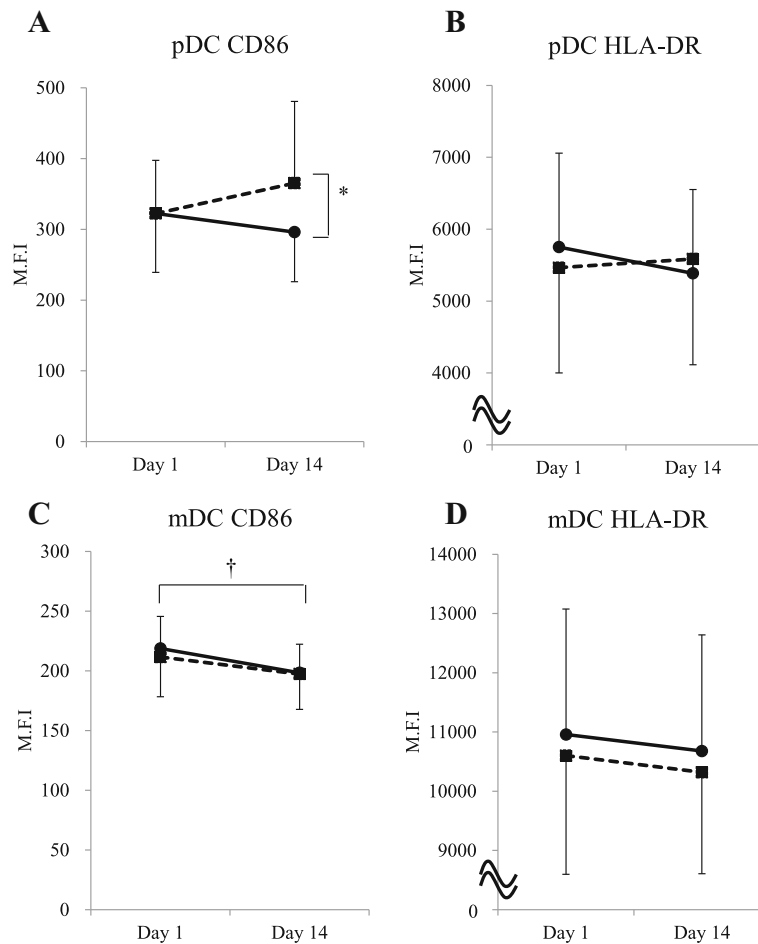 A
pDC CD86
500
400
300
200
100
0
M.F.I
*
Day 1
Day 14
B
pDC HLA-DR
8000
7000
6000
5000
4000
0
M.F.I
Day 1
Day 14
C
mDC CD86
300
250
200
150
100
50
0
M.F.I
†
Day 1
Day 14
D
mDC HLA-DR
14000
13000
12000
11000
10000
9000
0
M.F.I
Day 1
Day 14